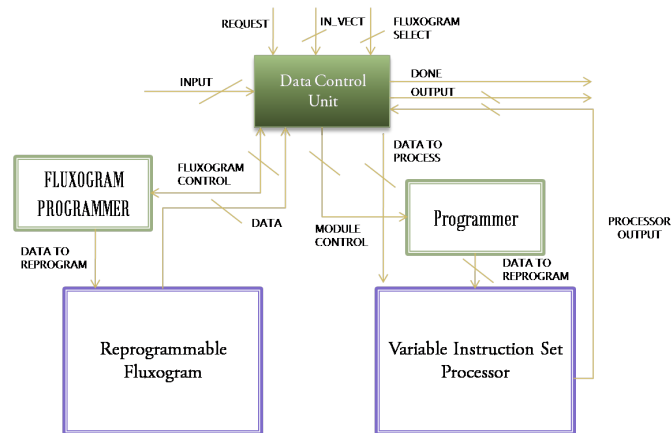 REQUEST
IN_VECT
FLUXOGRAM
SELECT
INPUT
Data Control
Unit
DONE
OUTPUT
FLUXOGRAM
CONTROL
DATA TO
PROCESS
FLUXOGRAM
PROGRAMMER
DATA
MODULE
CONTROL
Programmer
PROCESSOR
OUTPUT
DATA TO
REPROGRAM
DATA TO
REPROGRAM
Reprogrammable
Fluxogram
Variable Instruction Set
Processor